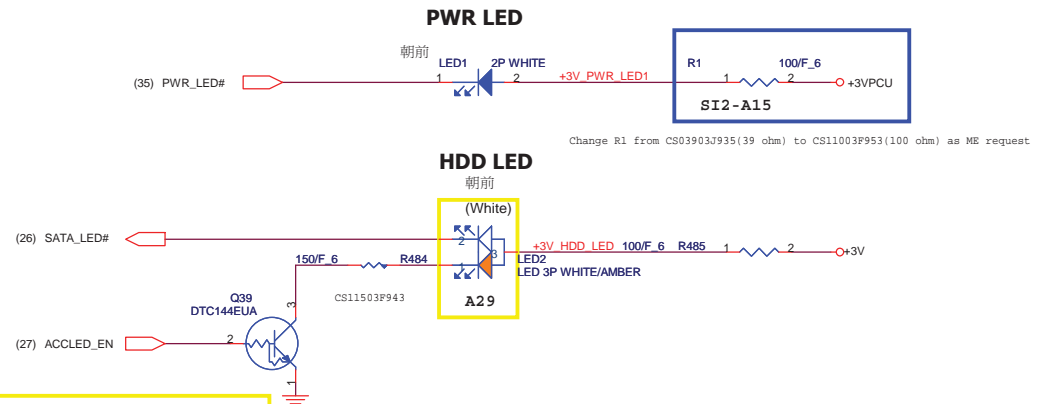 PWR LED
朝前
LED1 2P WHITE
R1 100/F_6
(35) PWR_LED#
1 2 +3V_PWR_LED1 1 2 +3VPCU
SI2-A15
Change R1 from CS03903J935(39 ohm) to CS11003F953(100 ohm) as ME request
HDD LED
朝前
(White)
(26) SATA_LED#
2 3 +3V_HDD_LED 100/F_6 R485 1 2 +3V
150/F_6 R484 1 LED2
LED 3P WHITE/AMBER
CS11503F943
A29
Q39
DTC144EUA
3
(27) ACCLED_EN 2
1